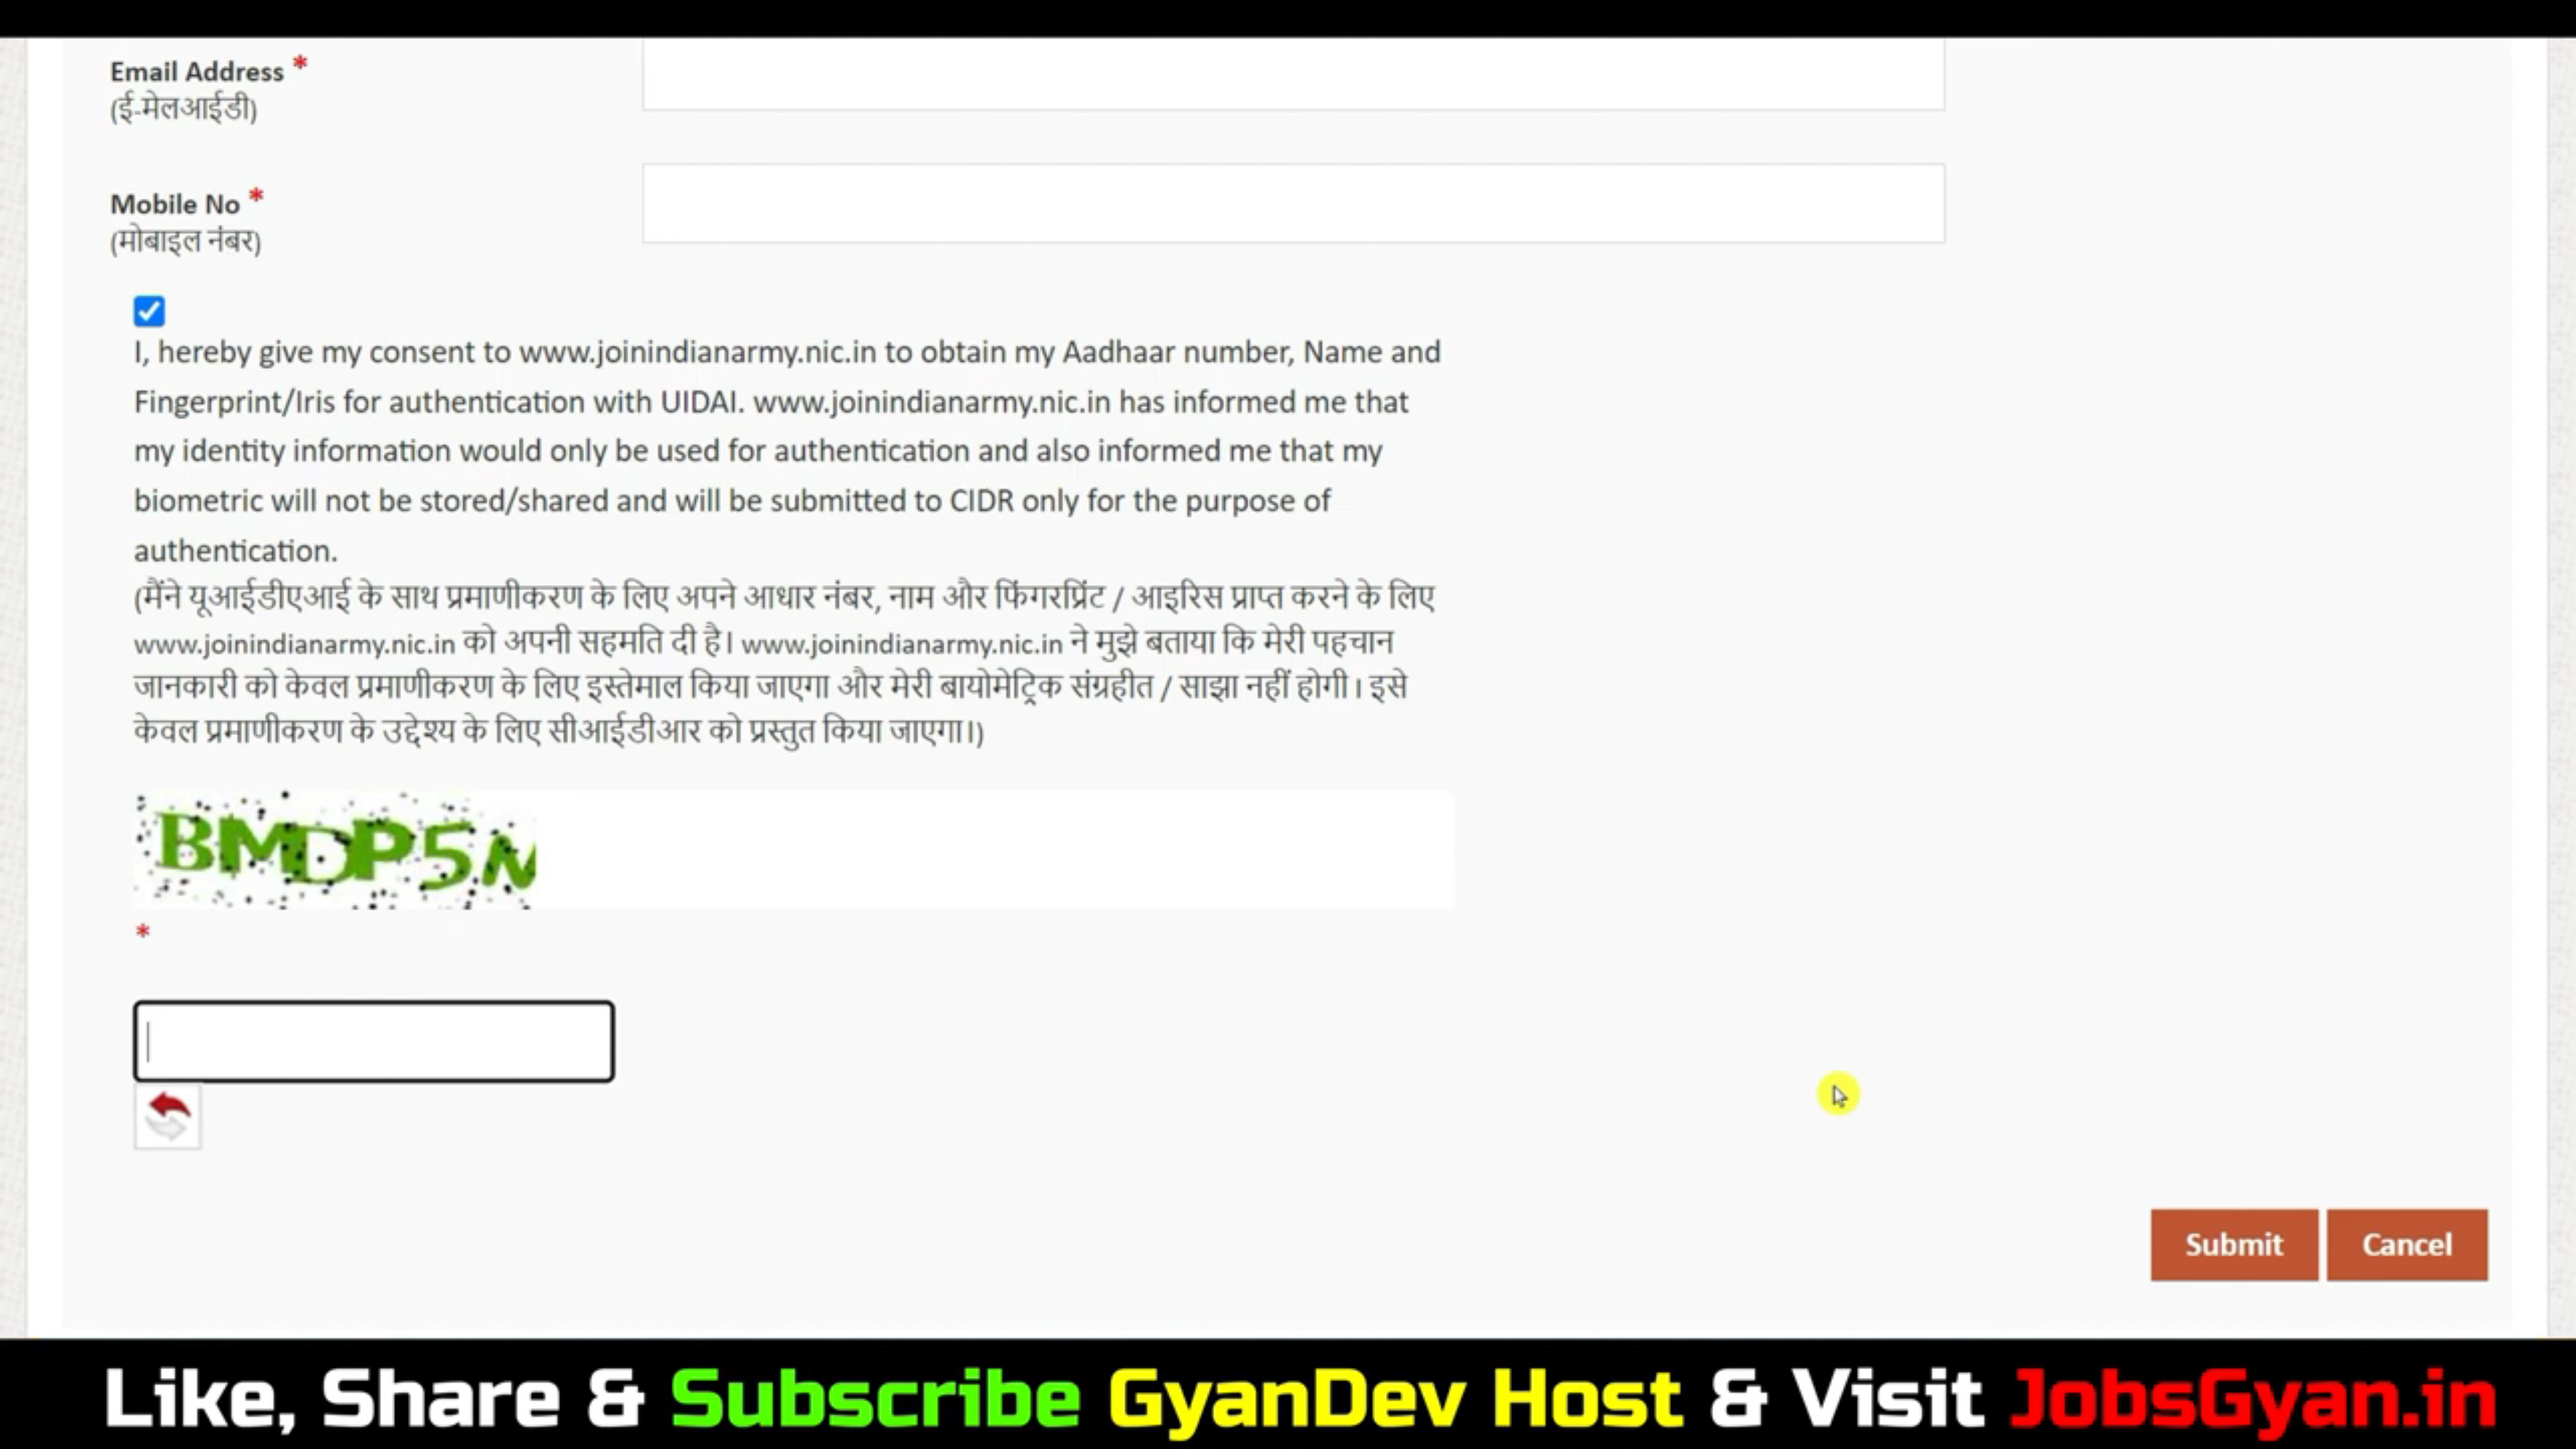 Email Address *
(ई-मेलआईडी)
Mobile No *
(मोबाइल नंबर)
I, hereby give my consent to www.joinindianarmy.nic.in to obtain my Aadhaar number, Name and
Fingerprint/Iris for authentication with UIDAI. www.joinindianarmy.nic.in has informed me that
my identity information would only be used for authentication and also informed me that my
biometric will not be stored/shared and will be submitted to CIDR only for the purpose of
authentication.
(मैंने यूआईडीएआई के साथ प्रमाणीकरण के लिए अपने आधार नंबर, नाम और फिंगरप्रिंट / आइरिस प्राप्त करने के लिए
www.joinindianarmy.nic.in को अपनी सहमति दी है। www.joinindianarmy.nic.in ने मुझे बताया कि मेरी पहचान
जानकारी को केवल प्रमाणीकरण के लिए इस्तेमाल किया जाएगा और मेरी बायोमेट्रिक संग्रहीत / साझा नहीं होगी। इसे
केवल प्रमाणीकरण के उद्देश्य के लिए सीआईडीआर को प्रस्तुत किया जाएगा।)
BMDP5N
*
Submit Cancel
Like, Share & Subscribe GyanDev Host & Visit JobsGyan.in